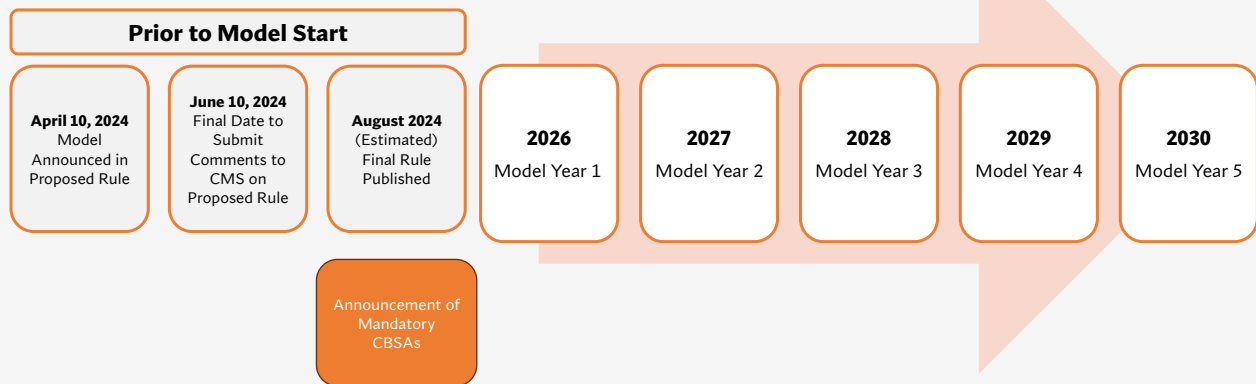 Prior to Model Start
April 10, 2024
Model
Announced in
Proposed Rule
June 10, 2024
Final Date to
Submit
Comments to
CMS on
Proposed Rule
August 2024
(Estimated)
Final Rule
Published
2026
Model Year 1
2027
Model Year 2
2028
Model Year 3
2029
Model Year 4
2030
Model Year 5
Announcement of
Mandatory
CBSAs